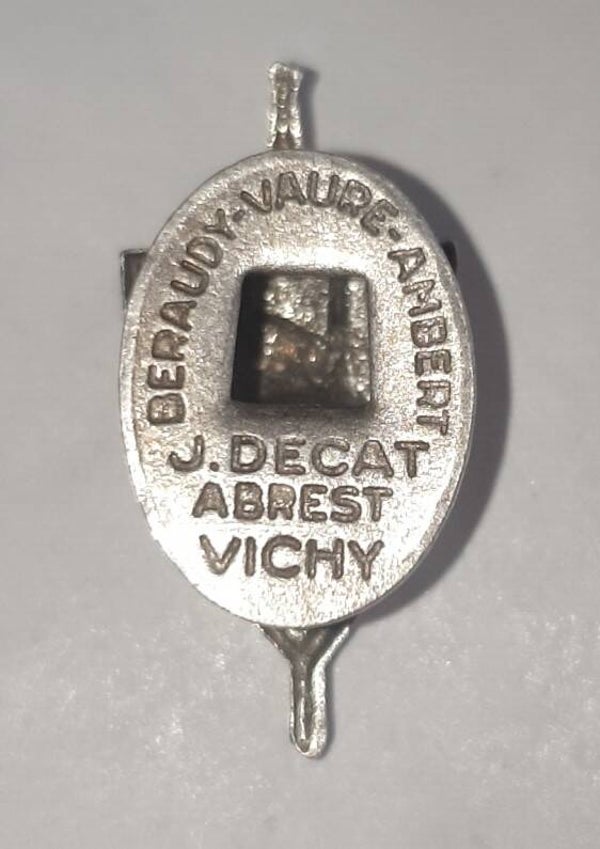 BERAUDY-VAURE-AMBERT
J. DECAT
ABREST
VICHY